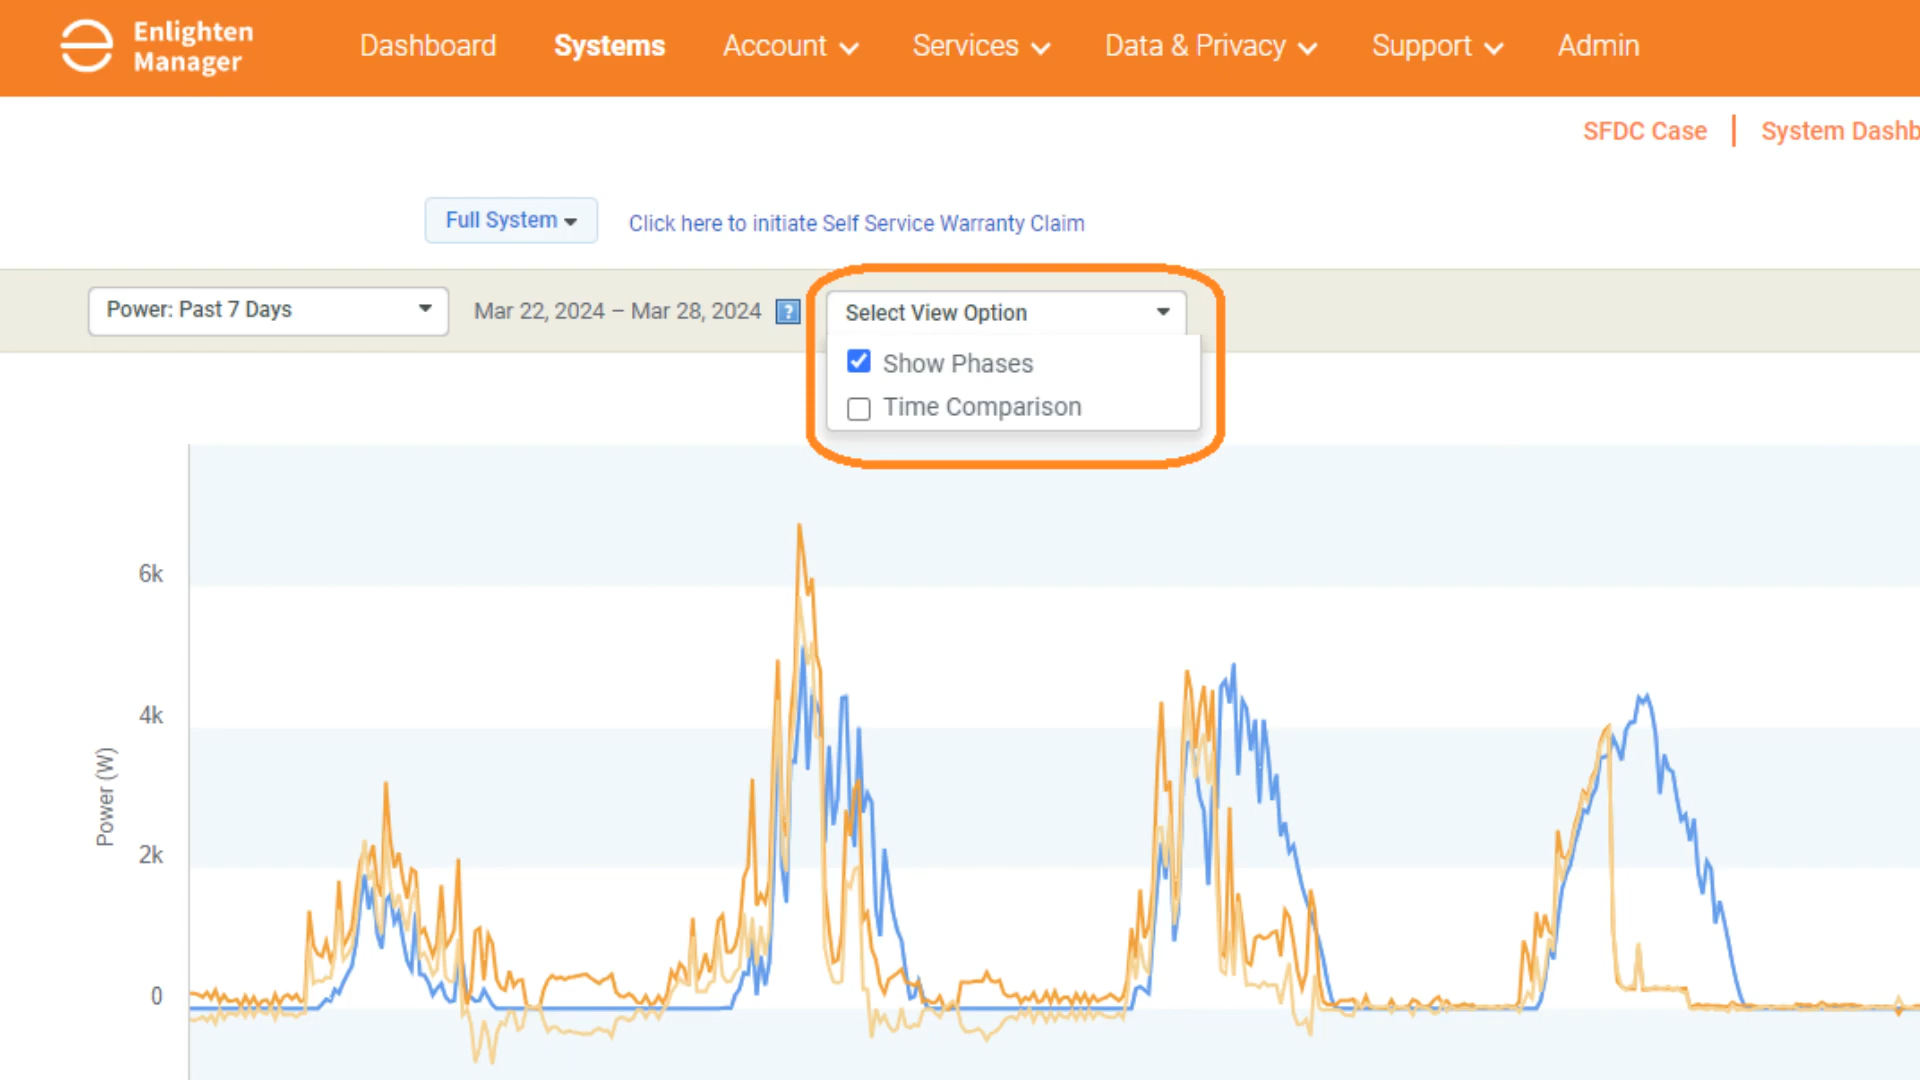 Enlighten
Manager
Dashboard Systems Account Services Data & Privacy Support Admin
SFDC Case | System Dashb
Full System Click here to initiate Self Service Warranty Claim
Power: Past 7 Days Mar 22, 2024 – Mar 28, 2024 ? Select View Option
Show Phases
Time Comparison
6k
4k
2k
0
Power (W)